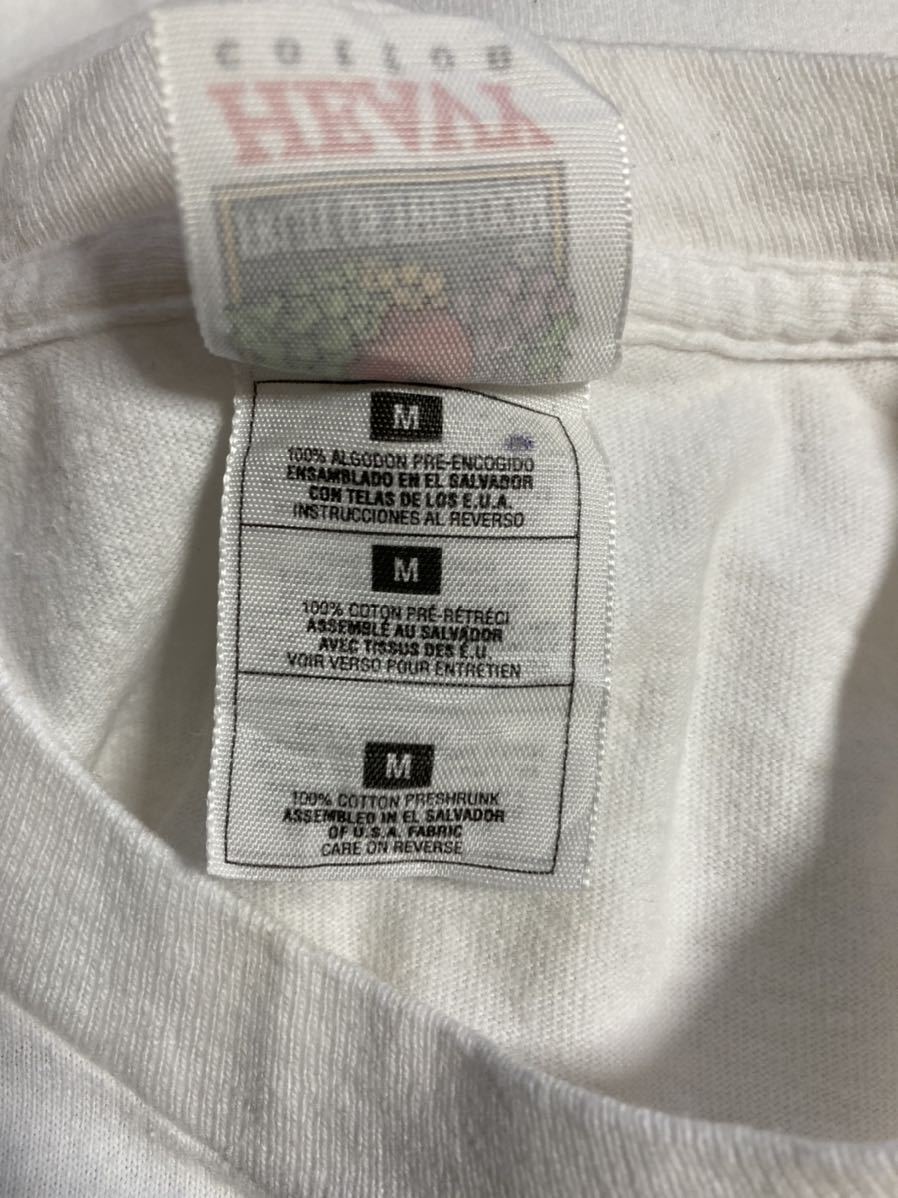 COTTON
HEAVY
M
100% ALGODON PRE-ENCOGIDO
ENSAMBLADO EN EL SALVADOR
CON TELAS DE LOS E.U.A.
INSTRUCCIONES AL REVERSO
M
100% COTON PRÉ-RÉTRÉCI
ASSEMBLÉ AU SALVADOR
AVEC TISSUS DES É.U.
VOIR VERSO POUR ENTRETIEN
M
100% COTTON PRESHRUNK
ASSEMBLED IN EL SALVADOR
OF U.S.A. FABRIC
CARE ON REVERSE